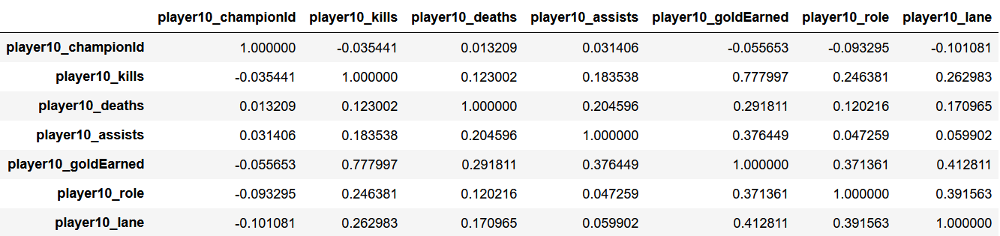 player10_championId player10_kills player10_deaths player10_assists player10_goldEarned player10_role player10_lane
player10_championId 1.000000 -0.035441 0.013209 0.031406 -0.055653 -0.093295 -0.101081
player10_kills -0.035441 1.000000 0.123002 0.183538 0.777997 0.246381 0.262983
player10_deaths 0.013209 0.123002 1.000000 0.204596 0.291811 0.120216 0.170965
player10_assists 0.031406 0.183538 0.204596 1.000000 0.376449 0.047259 0.059902
player10_goldEarned -0.055653 0.777997 0.291811 0.376449 1.000000 0.371361 0.412811
player10_role -0.093295 0.246381 0.120216 0.047259 0.371361 1.000000 0.391563
player10_lane -0.101081 0.262983 0.170965 0.059902 0.412811 0.391563 1.000000